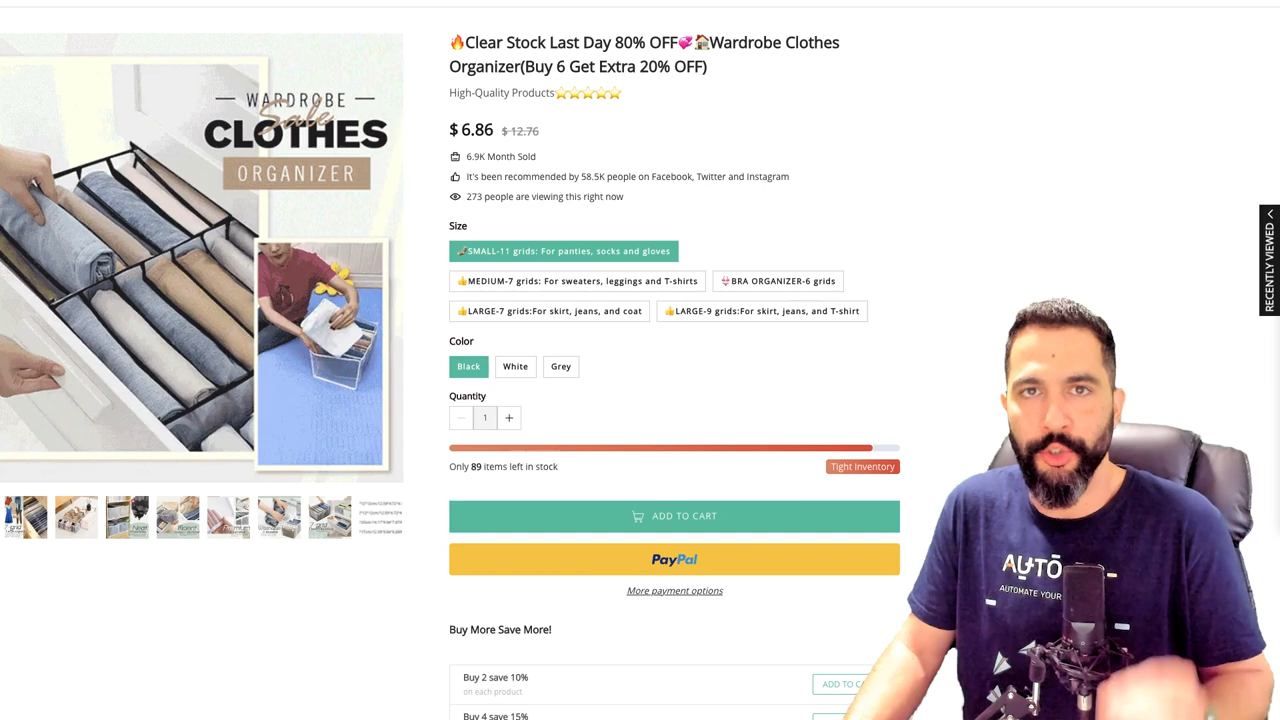 🔥Clear Stock Last Day 80% OFF💞🏠Wardrobe Clothes
Organizer(Buy 6 Get Extra 20% OFF)
High-Quality Products⭐⭐⭐⭐⭐
$ 6.86 $ 12.76
6.9K Month Sold
It's been recommended by 58.5K people on Facebook, Twitter and Instagram
273 people are viewing this right now
Size
SMALL-11 grids: For panties, socks and gloves
👍MEDIUM-7 grids: For sweaters, leggings and T-shirts
👙BRA ORGANIZER-6 grids
👍LARGE-7 grids:For skirt, jeans, and coat
👍LARGE-9 grids:For skirt, jeans, and T-shirt
Color
Black
White
Grey
Quantity
1
Only 89 items left in stock
Tight Inventory
ADD TO CART
PayPal
More payment options
Buy More Save More!
Buy 2 save 10%
on each product
ADD TO CA
Buy 4 save 15%
WARDROBE
Sale
CLOTHES
ORGANIZER
RECENTLY VIEWED
AUTO
AUTOMATE YOUR